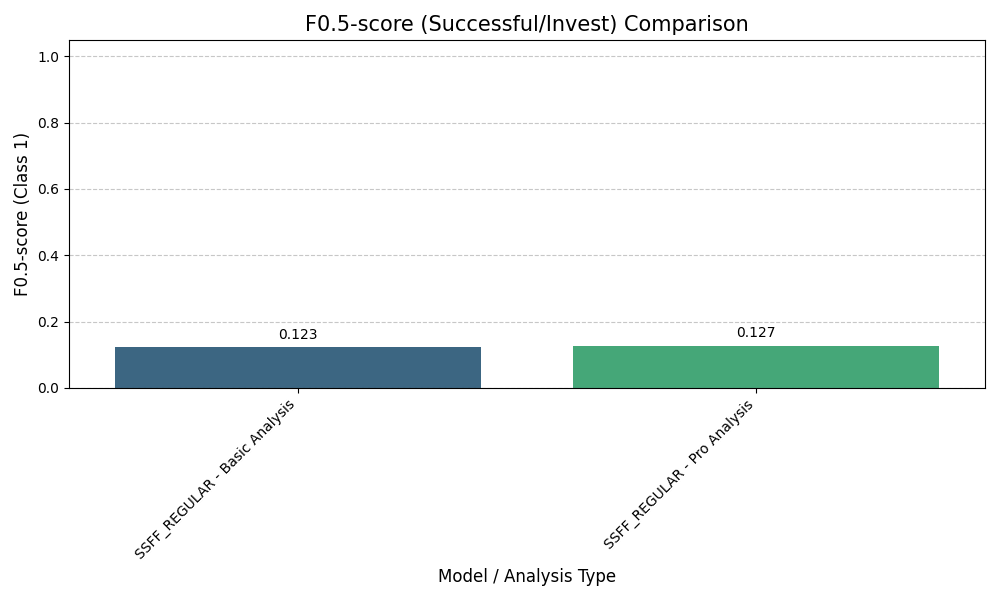 F0.5-score (Successful/Invest) Comparison
F0.5-score (Class 1)
1.0
0.8
0.6
0.4
0.2
0.0
0.123
0.127
SSFF_REGULAR - Basic Analysis
SSFF_REGULAR - Pro Analysis
Model / Analysis Type